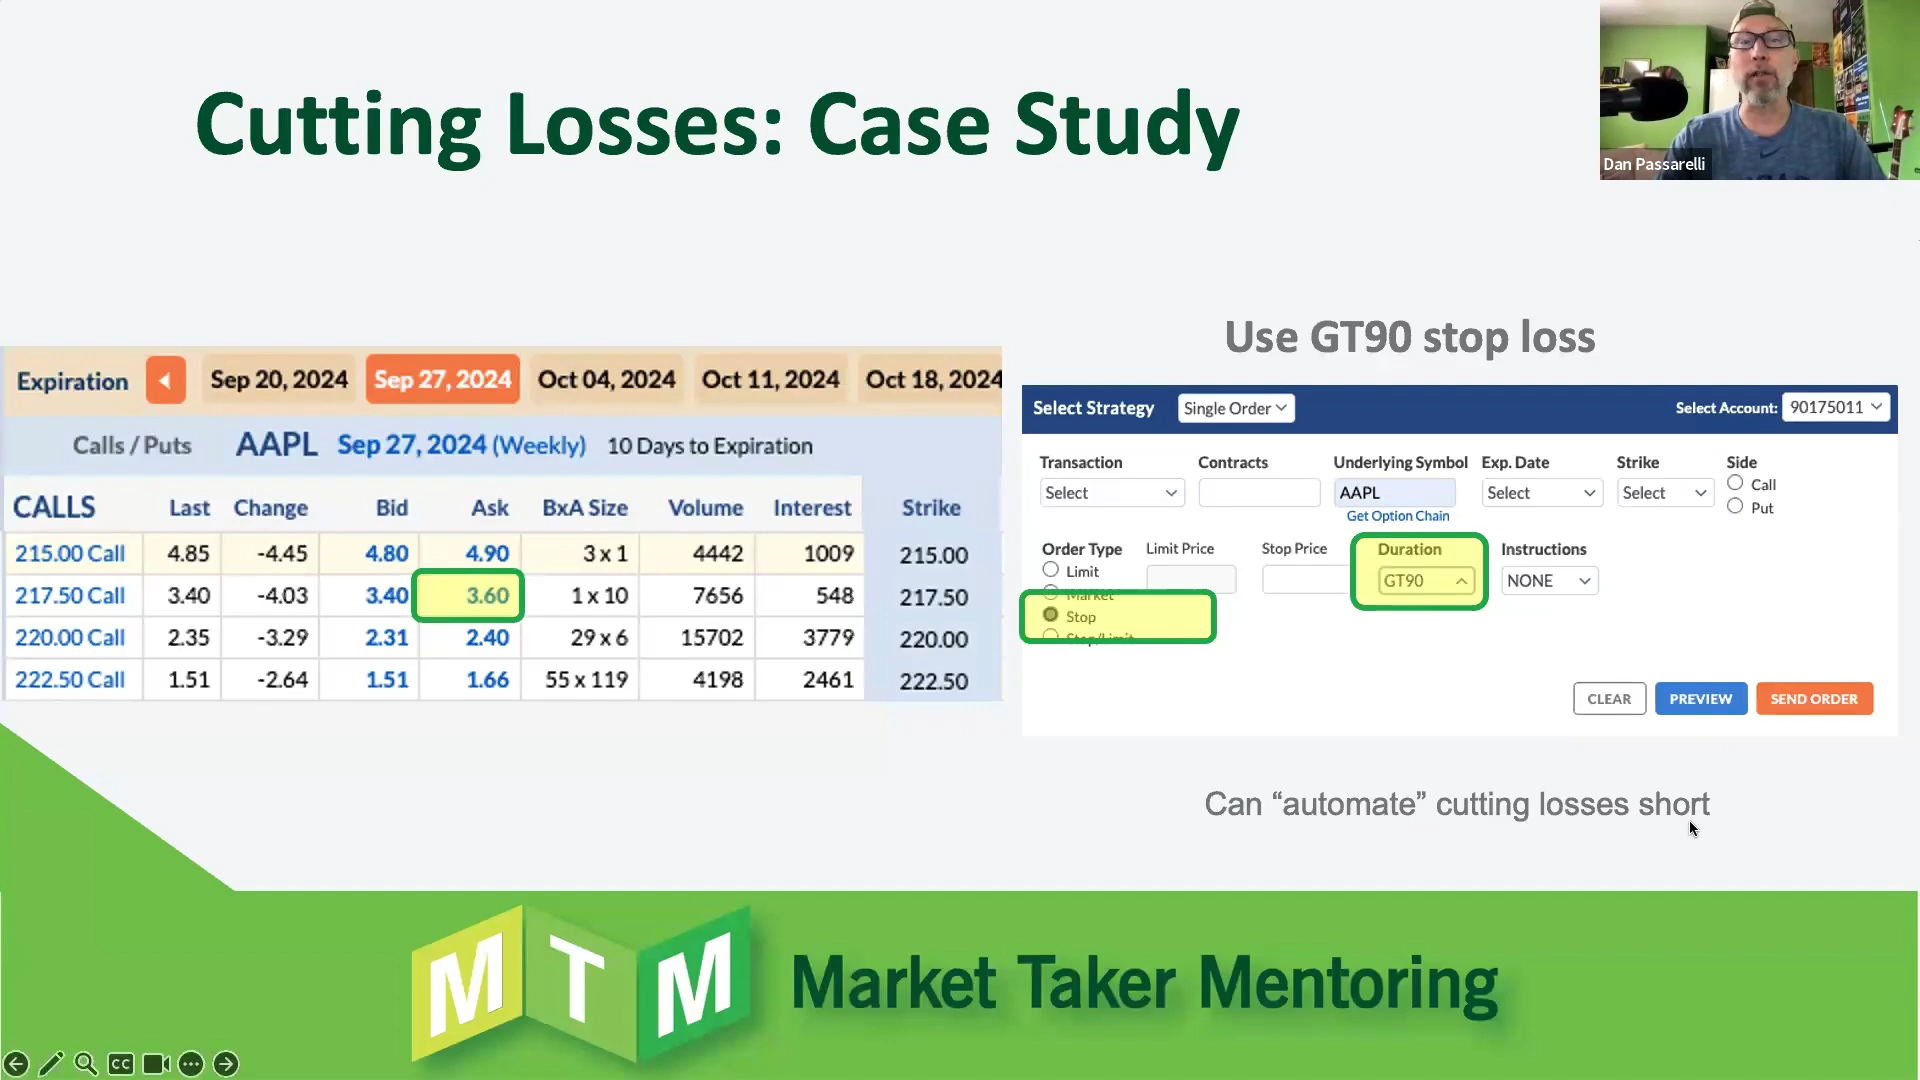 Cutting Losses: Case Study
Dan Passarelli
Expiration Sep 20, 2024 Sep 27, 2024 Oct 04, 2024 Oct 11, 2024 Oct 18, 2024
Calls / Puts AAPL Sep 27, 2024 (Weekly) 10 Days to Expiration
CALLS Last Change Bid Ask BxA Size Volume Interest Strike
215.00 Call 4.85 -4.45 4.80 4.90 3 x 1 4442 1009 215.00
217.50 Call 3.40 -4.03 3.40 3.60 1 x 10 7656 548 217.50
220.00 Call 2.35 -3.29 2.31 2.40 29 x 6 15702 3779 220.00
222.50 Call 1.51 -2.64 1.51 1.66 55 x 119 4198 2461 222.50
Use GT90 stop loss
Select Strategy Single Order Select Account: 90175011
Transaction Contracts Underlying Symbol Exp. Date Strike Side
Select AAPL Select Select Call
Get Option Chain Put
Order Type Limit Price Stop Price Duration Instructions
Limit GT90 NONE
Market
Stop
Stop/Limit
CLEAR PREVIEW SEND ORDER
Can “automate” cutting losses short
MTM Market Taker Mentoring
CC